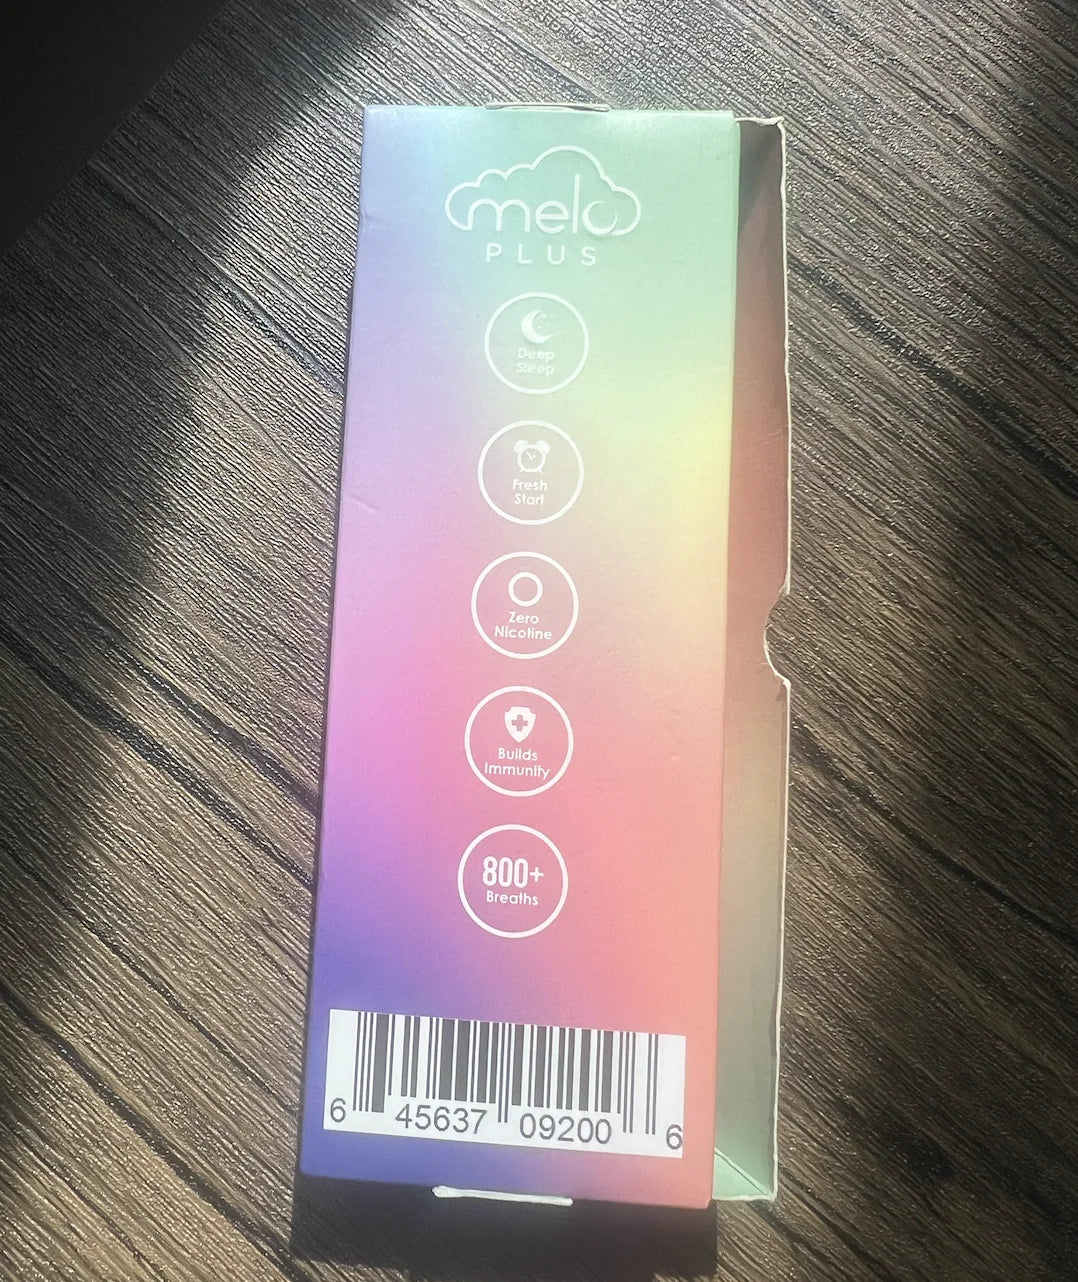 melo
PLUS
Deep
Sleep
Fresh
Start
Zero
Nicotine
Builds
Immunity
800+
Breaths
6 45637 09200 6